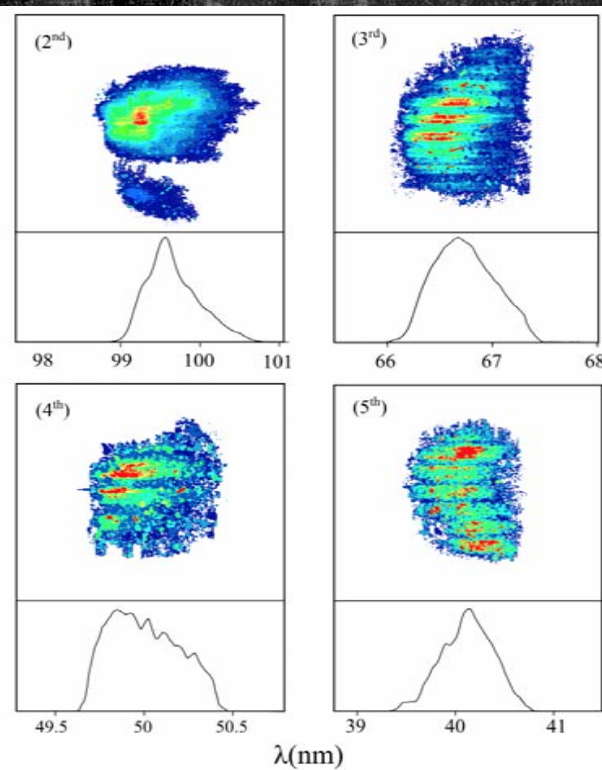 (2nd)
(3rd)
98 99 100 101
66 67 68
(4th)
(5th)
49.5 50 50.5
39 40 41
λ(nm)